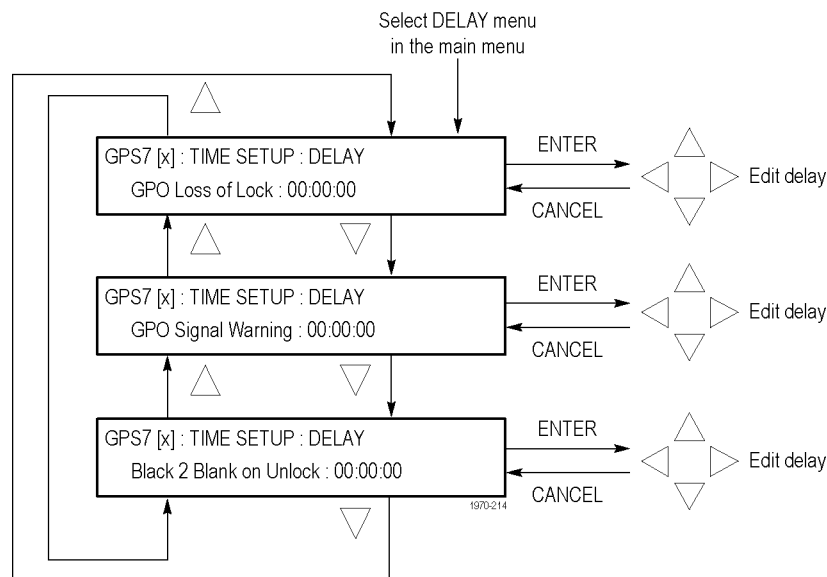 Select DELAY menu
in the main menu
GPS7 [x] : TIME SETUP : DELAY
GPO Loss of Lock : 00:00:00
ENTER
CANCEL
Edit delay
GPS7 [x] : TIME SETUP : DELAY
GPO Signal Warning : 00:00:00
ENTER
CANCEL
Edit delay
GPS7 [x] : TIME SETUP : DELAY
Black 2 Blank on Unlock : 00:00:00
ENTER
CANCEL
Edit delay
1970-214